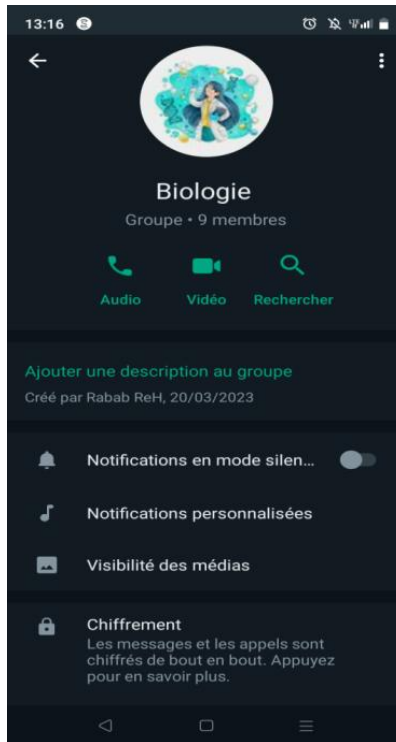 13:16 S
Biologie
Groupe • 9 membres
Audio Vidéo Rechercher
Ajouter une description au groupe
Créé par Rabab ReH, 20/03/2023
Notifications en mode silen...
Notifications personnalisées
Visibilité des médias
Chiffrement
Les messages et les appels sont
chiffrés de bout en bout. Appuyez
pour en savoir plus.